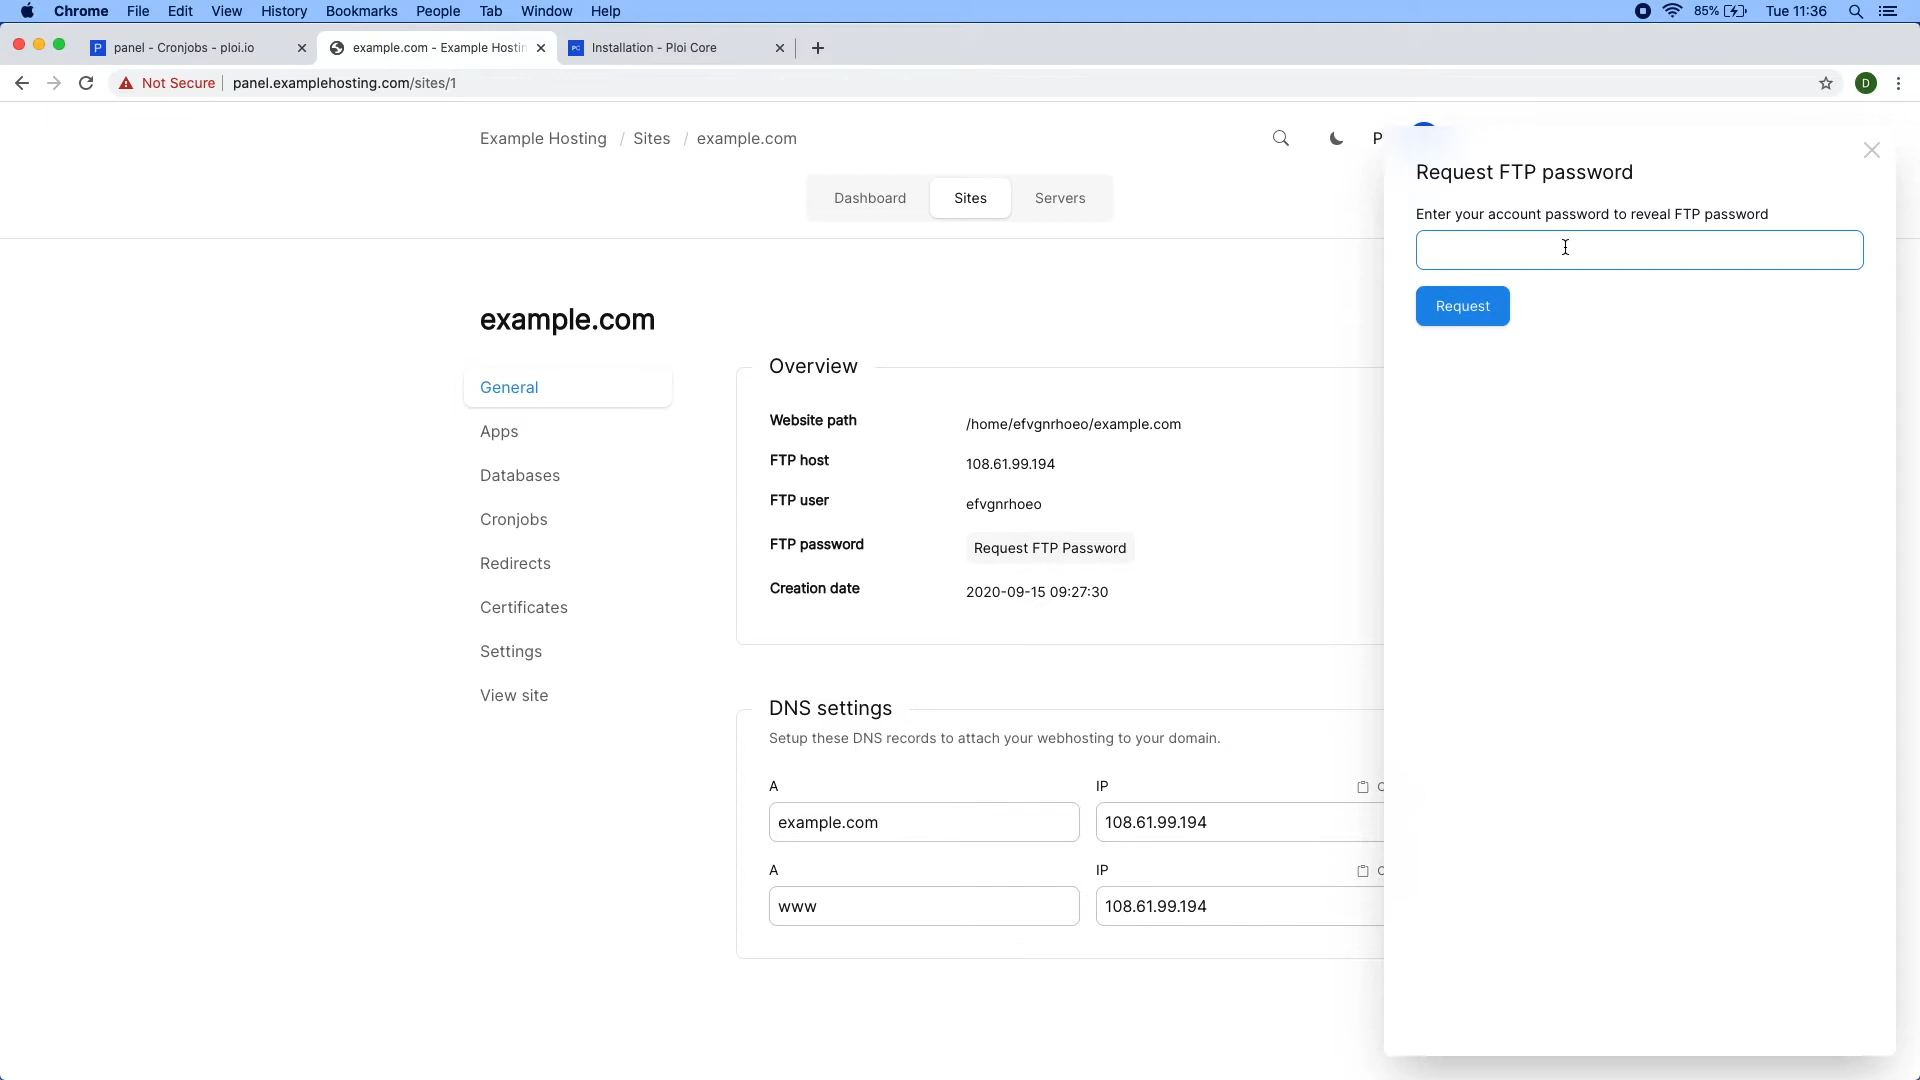 Chrome File Edit View History Bookmarks People Tab Window Help 85% Tue 11:36
P panel - Cronjobs - ploi.io example.com - Example Hostin PC Installation - Ploi Core
Not Secure panel.examplehosting.com/sites/1 D
Example Hosting / Sites / example.com P
Dashboard Sites Servers
Request FTP password
Enter your account password to reveal FTP password
Request
example.com
General
Apps
Databases
Cronjobs
Redirects
Certificates
Settings
View site
Overview
Website path /home/efvgnrhoeo/example.com
FTP host 108.61.99.194
FTP user efvgnrhoeo
FTP password Request FTP Password
Creation date 2020-09-15 09:27:30
DNS settings
Setup these DNS records to attach your webhosting to your domain.
A IP
example.com 108.61.99.194
A IP
www 108.61.99.194